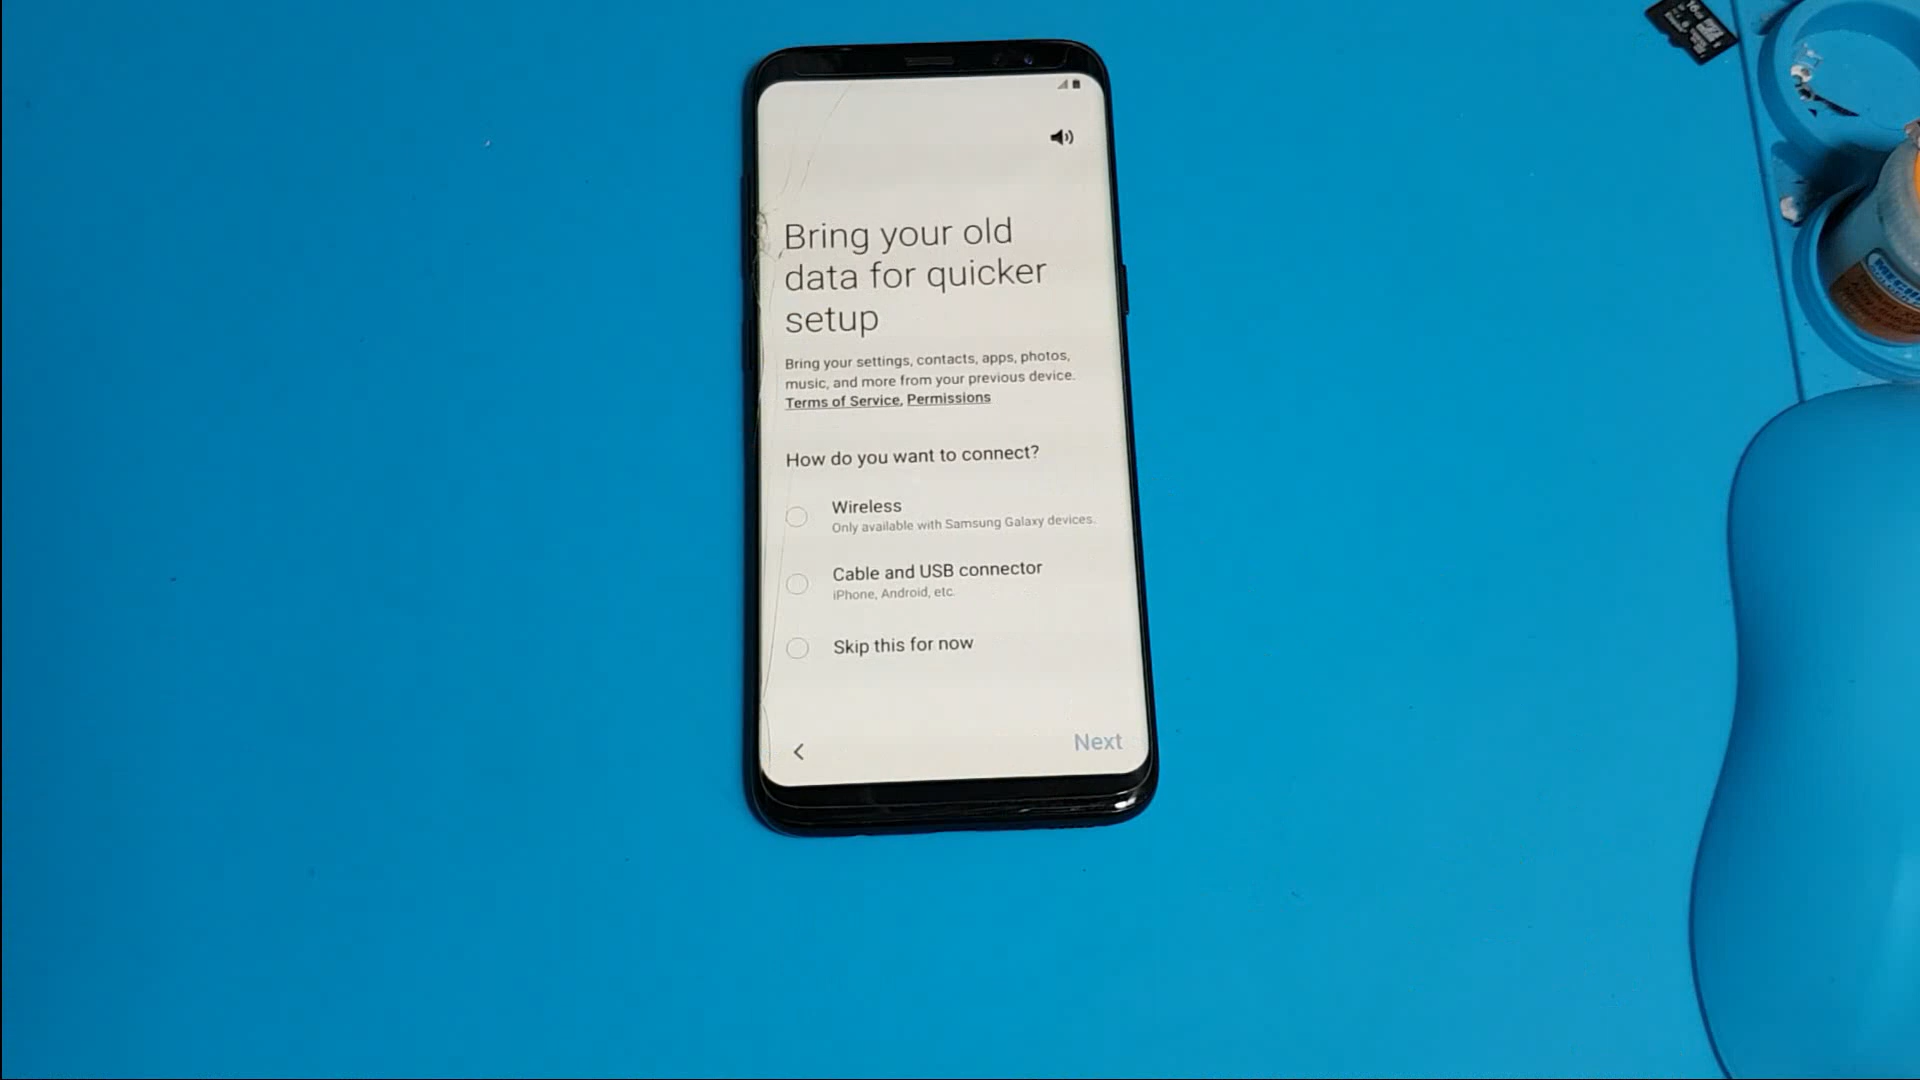 Bring your old
data for quicker
setup
Bring your settings, contacts, apps, photos,
music, and more from your previous device.
Terms of Service, Permissions
How do you want to connect?
Wireless
Only available with Samsung Galaxy devices.
Cable and USB connector
iPhone, Android, etc.
Skip this for now
Next